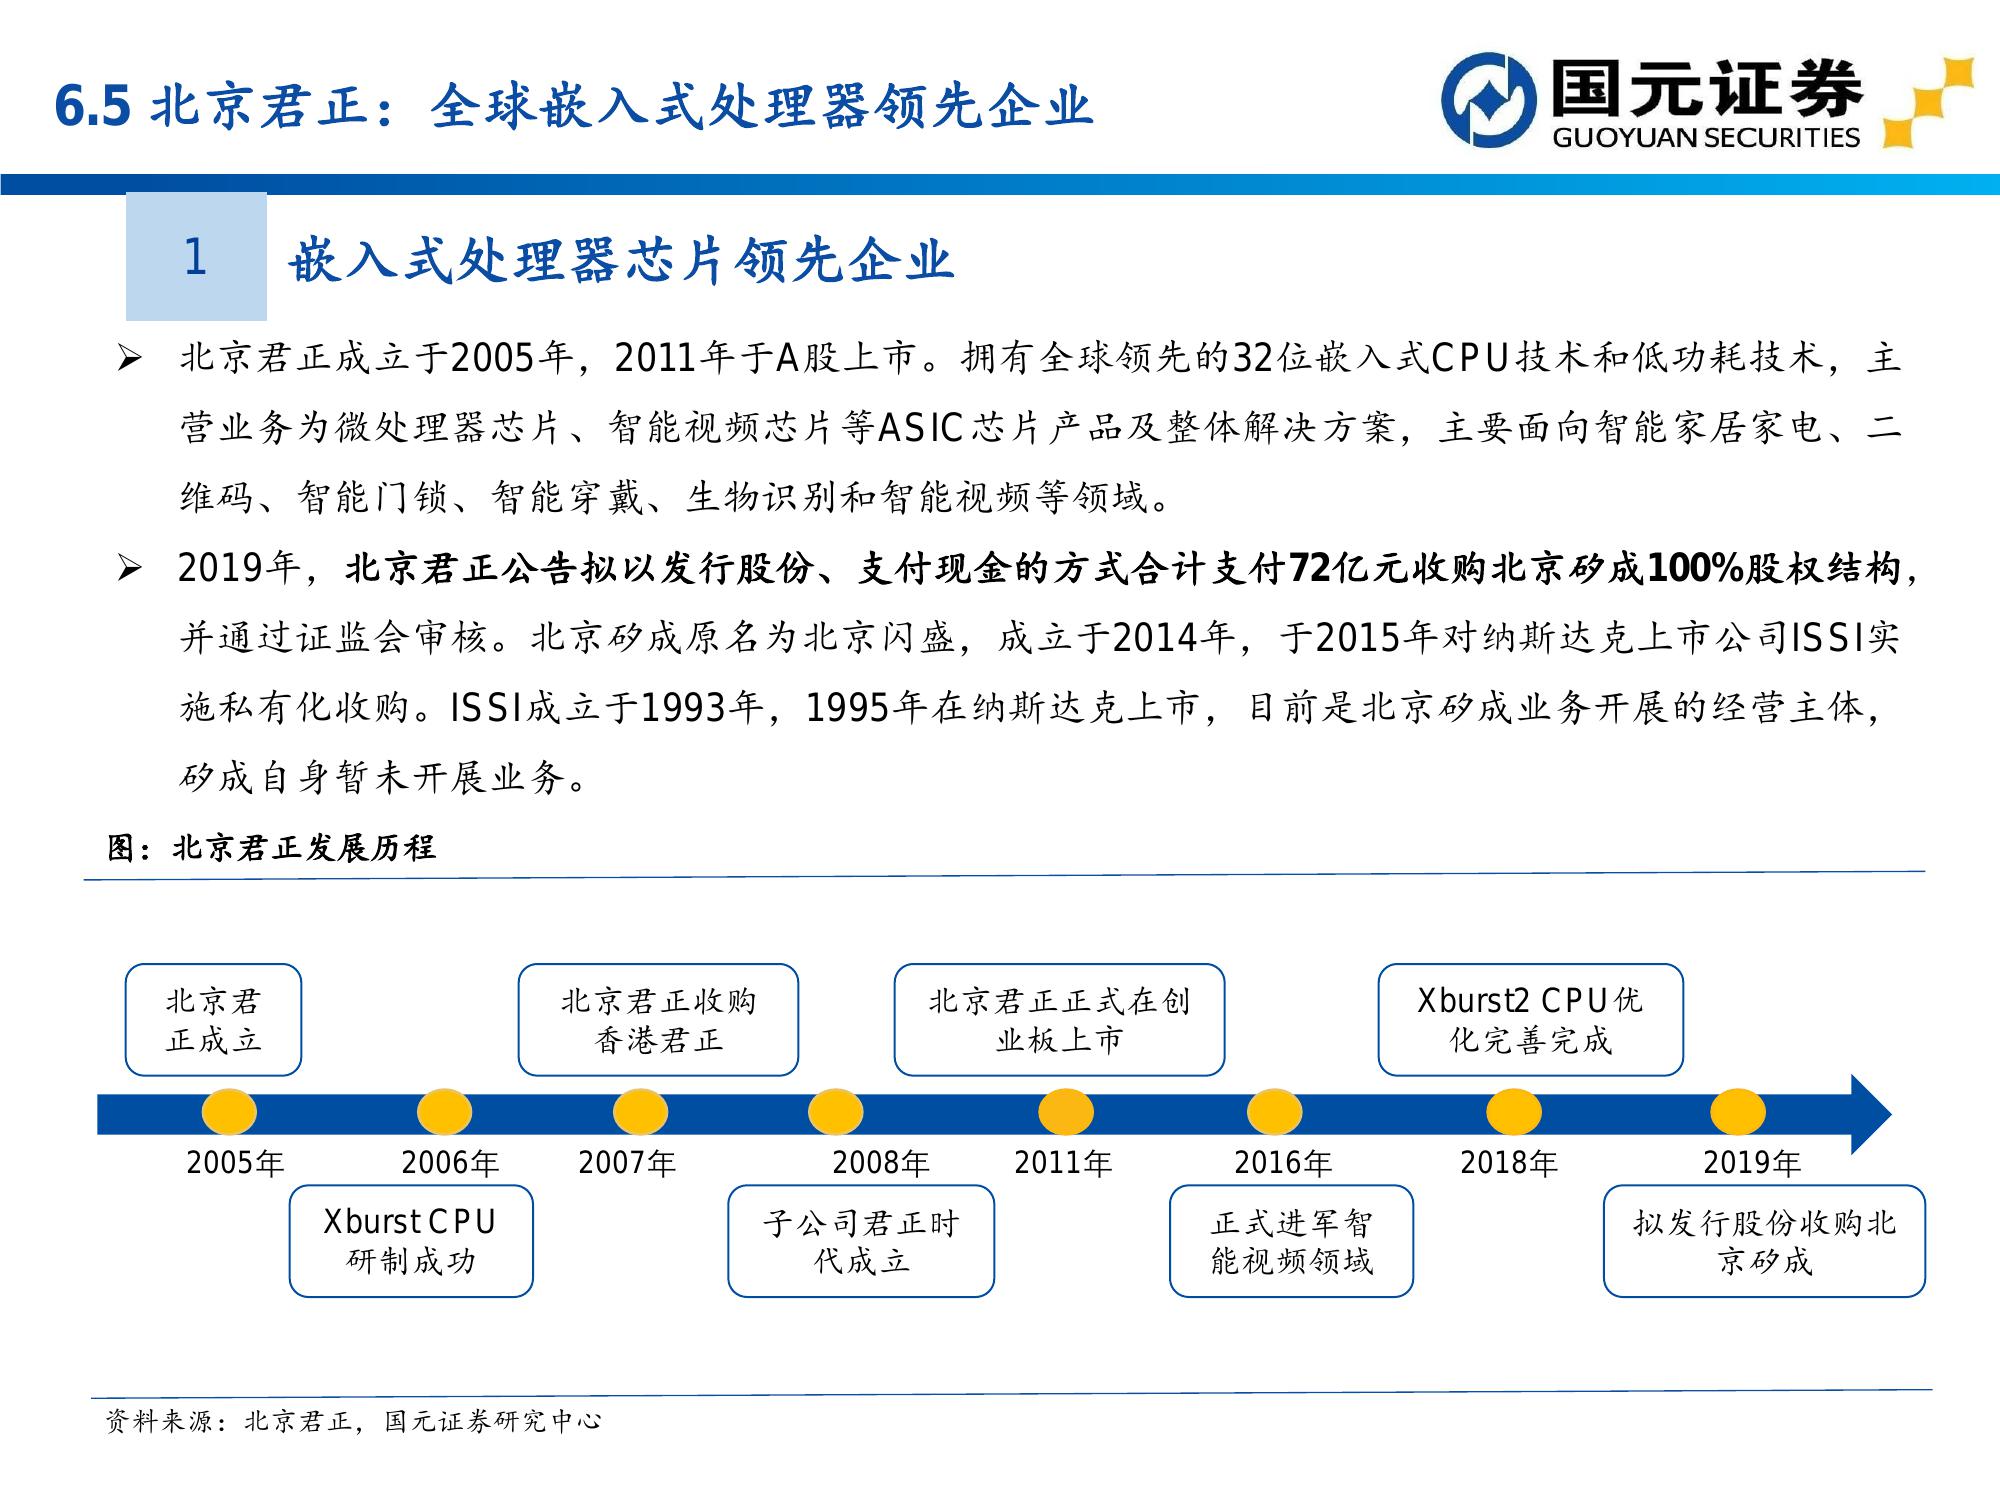 6.5 北京君正：全球嵌入式处理器领先企业
国元证券
GUOYUAN SECURITIES
1
嵌入式处理器芯片领先企业
➢ 北京君正成立于2005年，2011年于A股上市。拥有全球领先的32位嵌入式CPU技术和低功耗技术，主
营业务为微处理器芯片、智能视频芯片等ASIC芯片产品及整体解决方案，主要面向智能家居家电、二
维码、智能门锁、智能穿戴、生物识别和智能视频等领域。
➢ 2019年，北京君正公告拟以发行股份、支付现金的方式合计支付72亿元收购北京矽成100%股权结构，
并通过证监会审核。北京矽成原名为北京闪盛，成立于2014年，于2015年对纳斯达克上市公司ISSI实
施私有化收购。ISSI成立于1993年，1995年在纳斯达克上市，目前是北京矽成业务开展的经营主体，
矽成自身暂未开展业务。
图：北京君正发展历程
北京君
正成立
北京君正收购
香港君正
北京君正正式在创
业板上市
Xburst2 CPU优
化完善完成
2005年
2006年
2007年
2008年
2011年
2016年
2018年
2019年
Xburst CPU
研制成功
子公司君正时
代成立
正式进军智
能视频领域
拟发行股份收购北
京矽成
资料来源：北京君正，国元证券研究中心